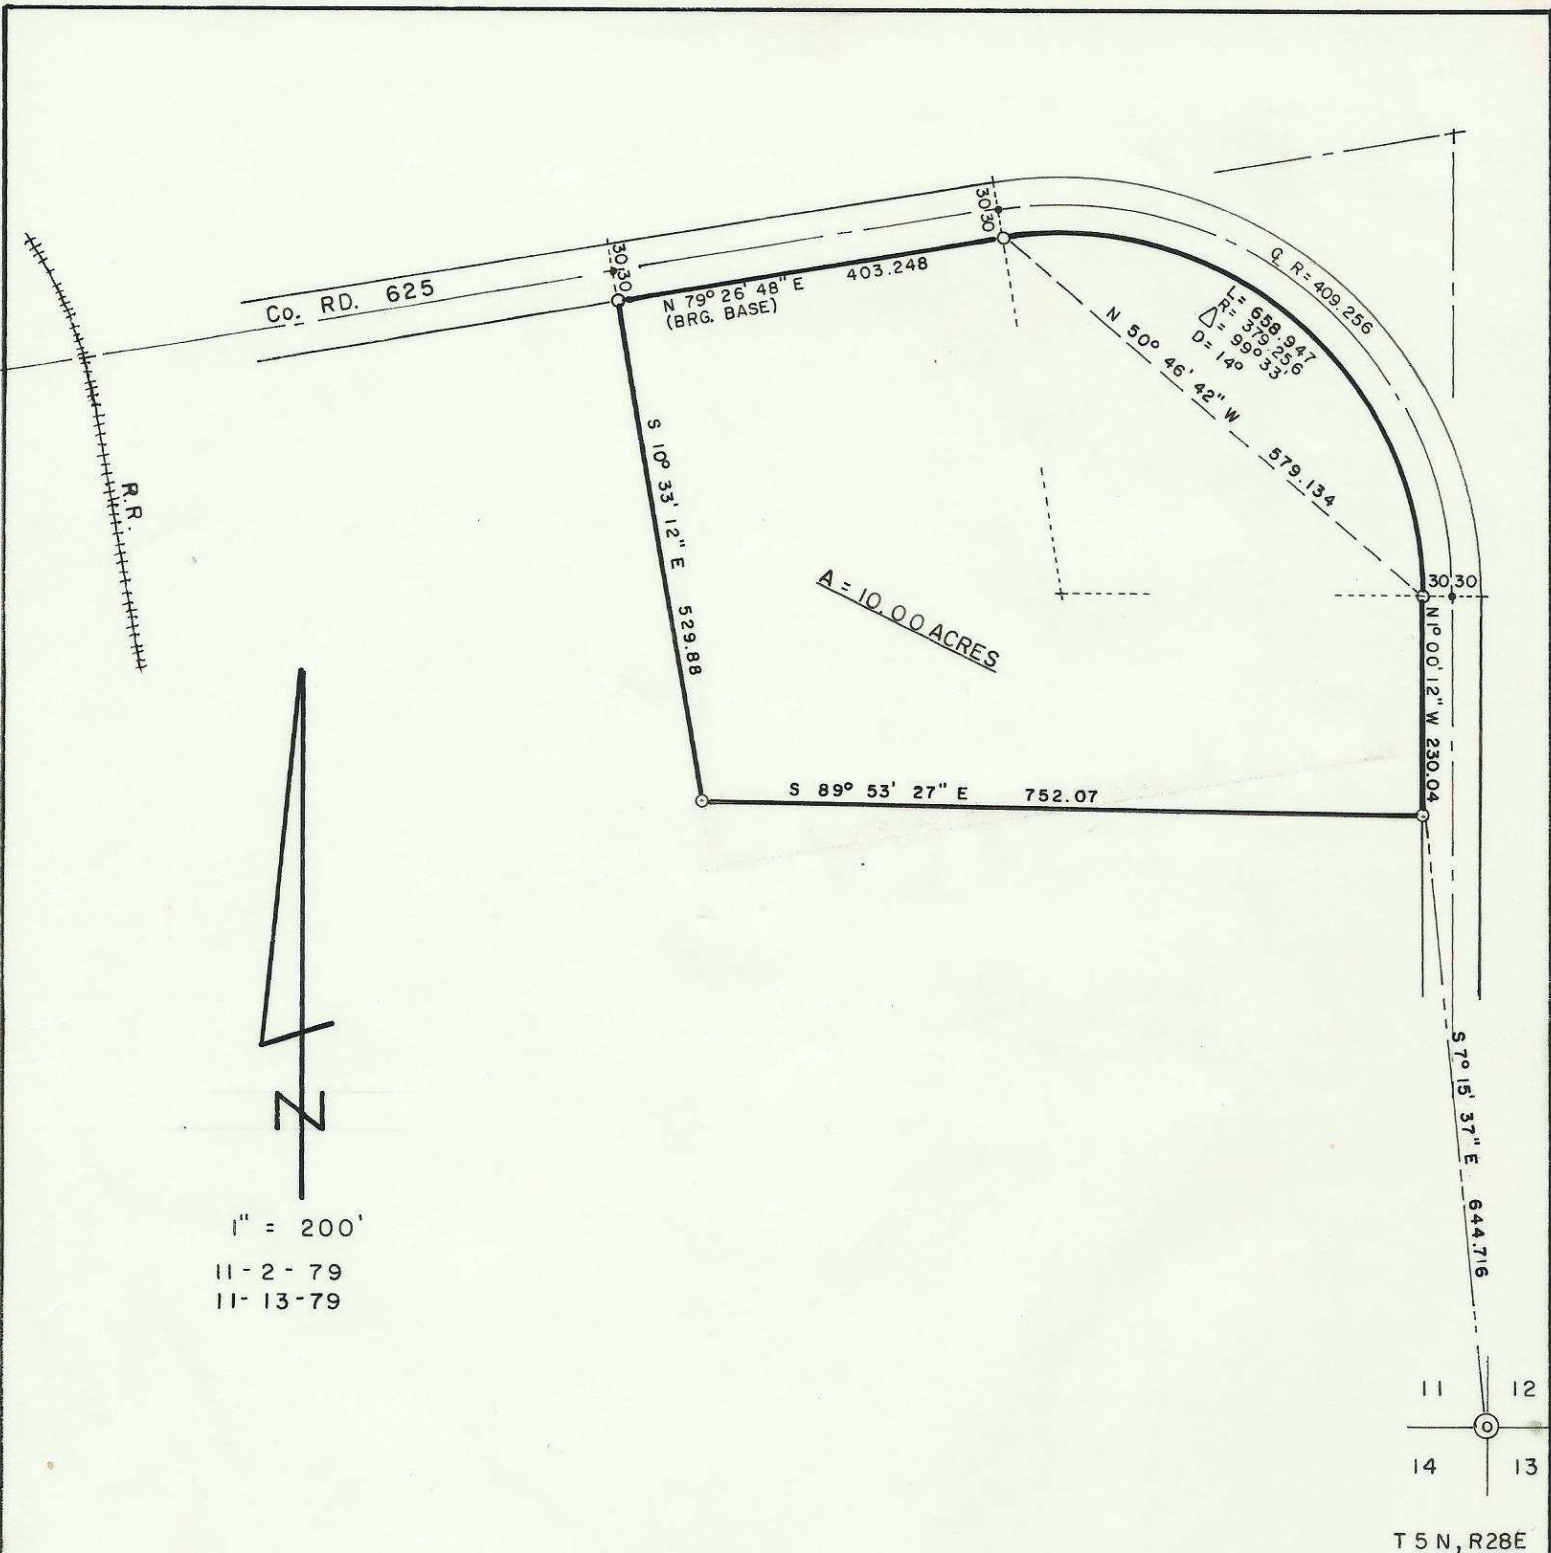 Co. RD. 625
30 30
N 79° 26' 48" E 403.248
(BRG. BASE)
30 30
℄ R = 409.256
L = 658.947
R = 379.256
△ = 99° 33'
D = 14°
N 50° 46' 42" W 579.134
R.R.
S 10° 33' 12" E 529.88
A = 10.00 ACRES
30 30
N 1° 00' 12" W 230.04
S 89° 53' 27" E 752.07
N
1" = 200'
11-2-79
11-13-79
S 7° 15' 37" E 644.716
11 12
14 13
T 5 N, R28E